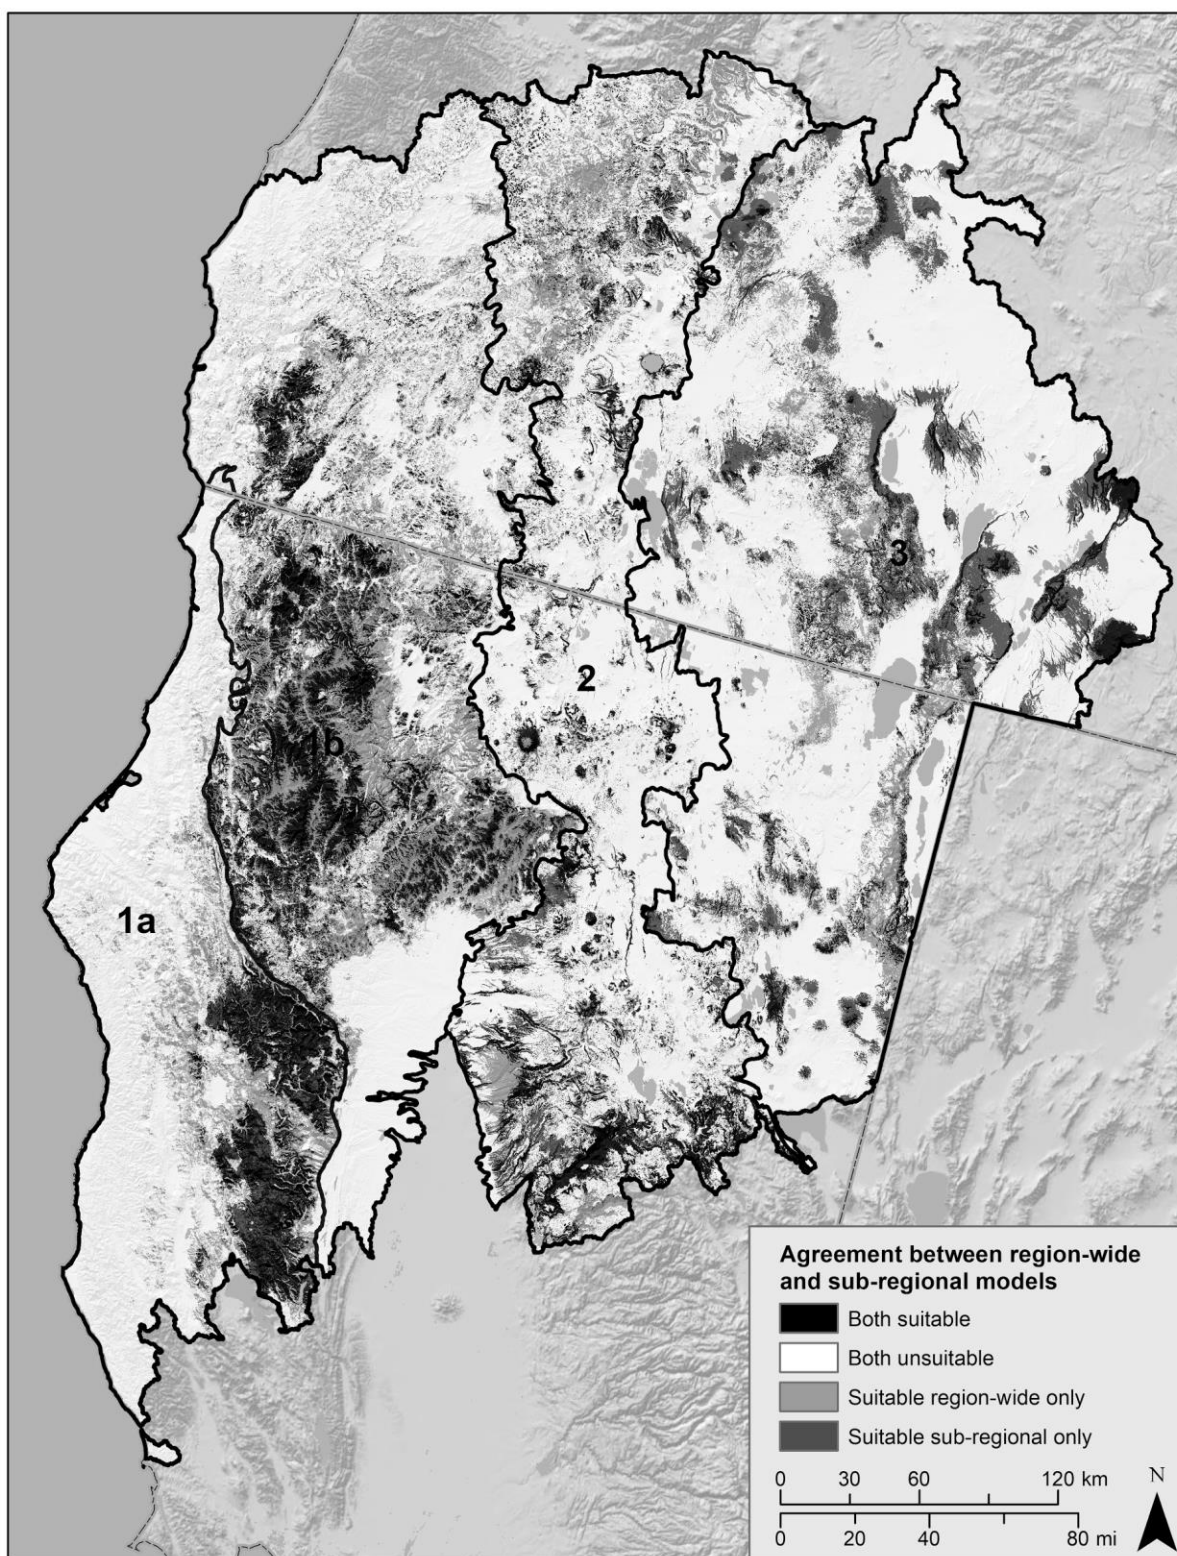 3
2
1b
1a
Agreement between region-wide
and sub-regional models
Both suitable
Both unsuitable
Suitable region-wide only
Suitable sub-regional only
0 30 60 120 km
N
0 20 40 80 mi